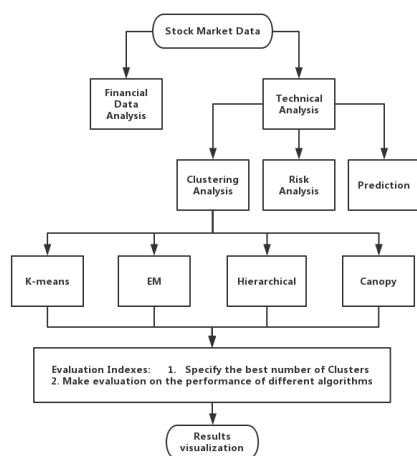 Stock Market Data
Financial
Data
Analysis
Technical
Analysis
Clustering
Analysis
Risk
Analysis
Prediction
K-means
EM
Hierarchical
Canopy
Evaluation Indexes: 1. Specify the best number of Clusters
2. Make evaluation on the performance of different algorithms
Results
visualization